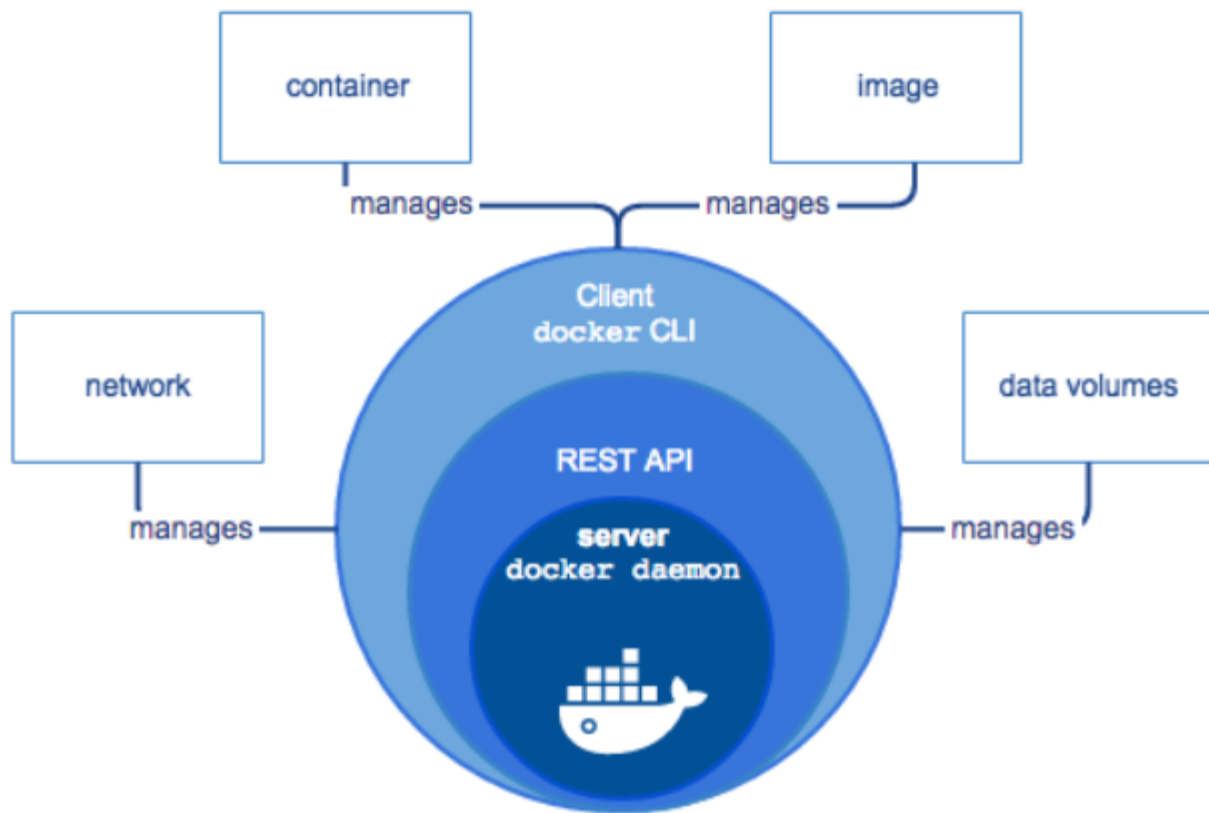 container
image
manages
manages
Client
docker CLI
network
data volumes
REST API
manages
manages
server
docker daemon